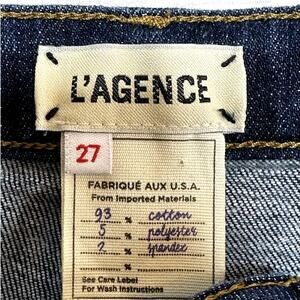 L'AGENCE
27
FABRIQUÉ AUX U.S.A.
From Imported Materials
93 % cotton
5 % polyester
2 % spandex
%
See Care Label
For Wash Instructions